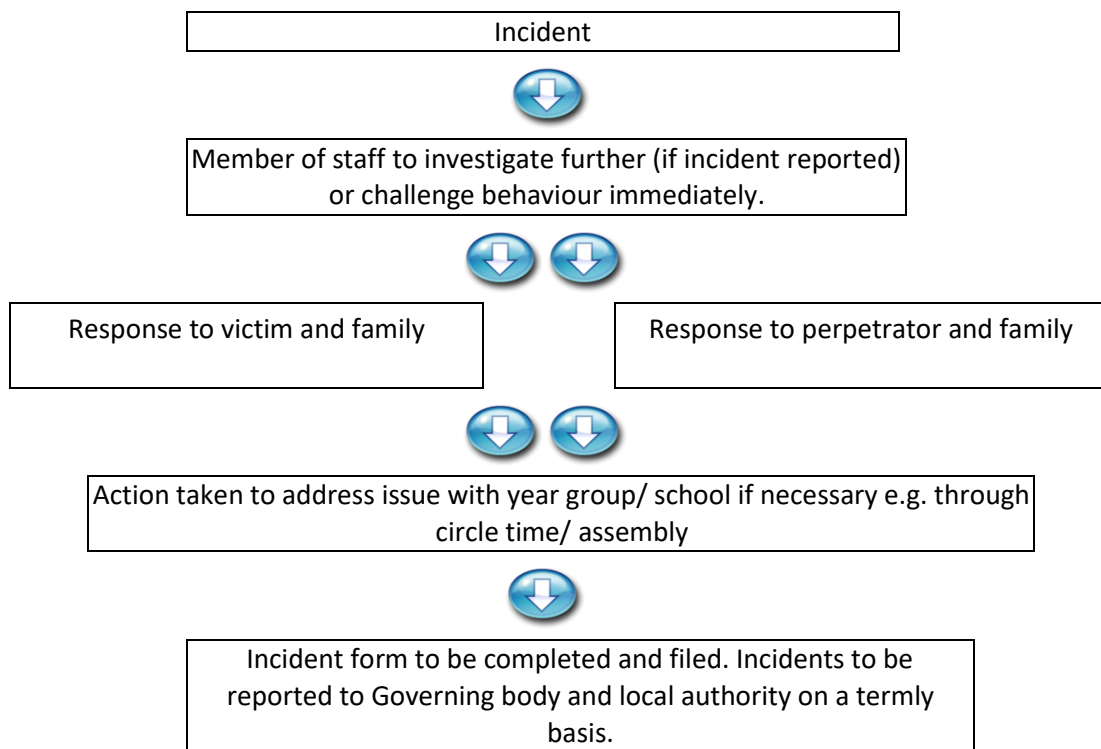 Incident
Member of staff to investigate further (if incident reported)
or challenge behaviour immediately.
Response to victim and family
Response to perpetrator and family
Action taken to address issue with year group/ school if necessary e.g. through
circle time/ assembly
Incident form to be completed and filed. Incidents to be
reported to Governing body and local authority on a termly
basis.